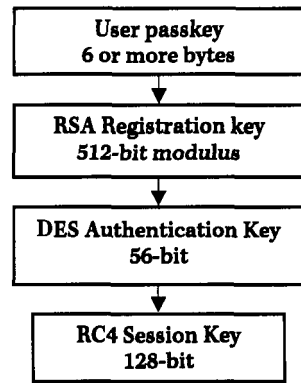 User passkey
6 or more bytes
RSA Registration key
512-bit modulus
DES Authentication Key
56-bit
RC4 Session Key
128-bit